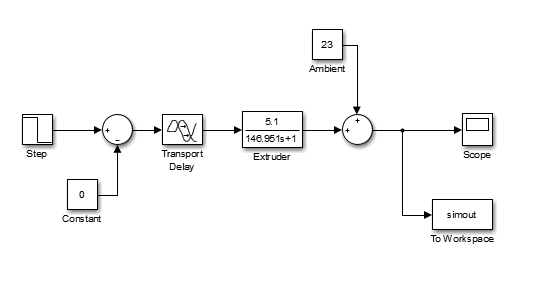 23
Ambient
+
+
+
−
Step
Transport
Delay
5.1
146.951s+1
Extruder
Scope
0
Constant
simout
To Workspace